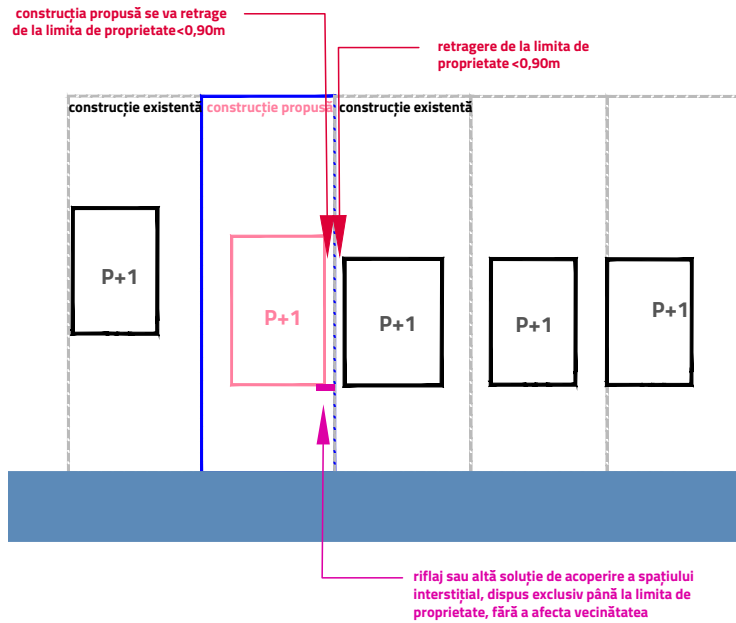 construcția propusă se va retrage
de la limita de proprietate<0,90m
retragere de la limita de
proprietate <0,90m
construcție existentă construcție propusă construcție existentă
P+1
P+1
P+1
P+1
P+1
riflaj sau altă soluție de acoperire a spațiului
interstițial, dispus exclusiv până la limita de
proprietate, fără a afecta vecinătatea